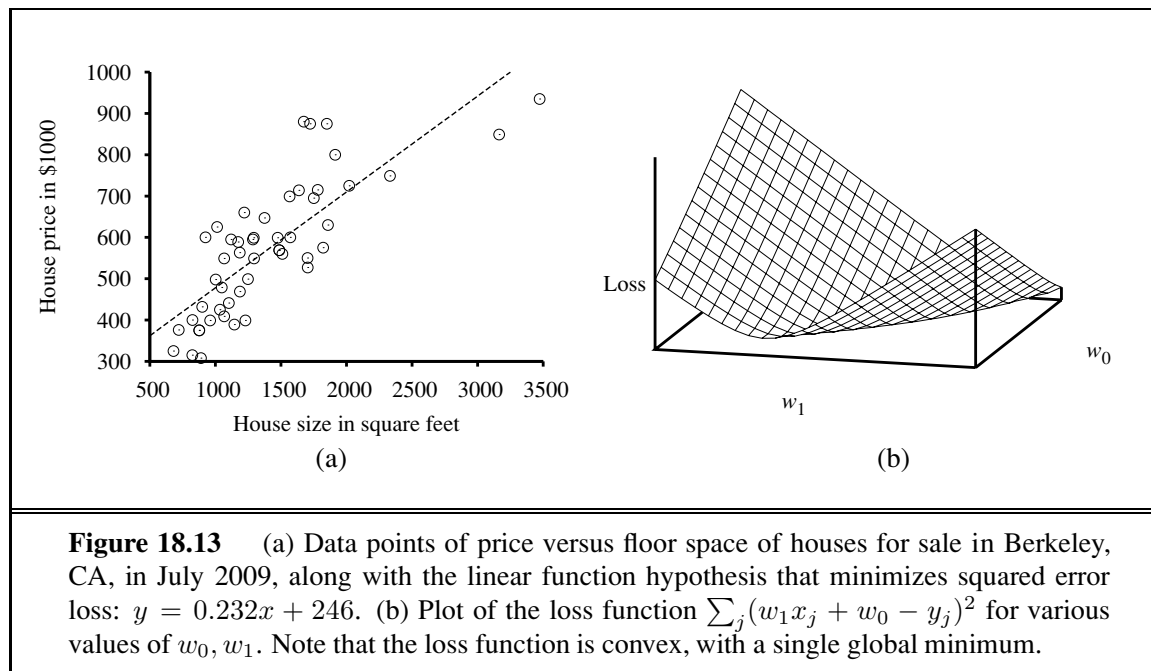 1000
900
800
700
600
500
400
300
House price in $1000
500 1000 1500 2000 2500 3000 3500
House size in square feet
(a)
Loss
w0
w1
(b)
Figure 18.13 (a) Data points of price versus floor space of houses for sale in Berkeley,
CA, in July 2009, along with the linear function hypothesis that minimizes squared error
loss: y = 0.232x + 246. (b) Plot of the loss function ∑j(w1xj + w0 − yj)² for various
values of w0, w1. Note that the loss function is convex, with a single global minimum.